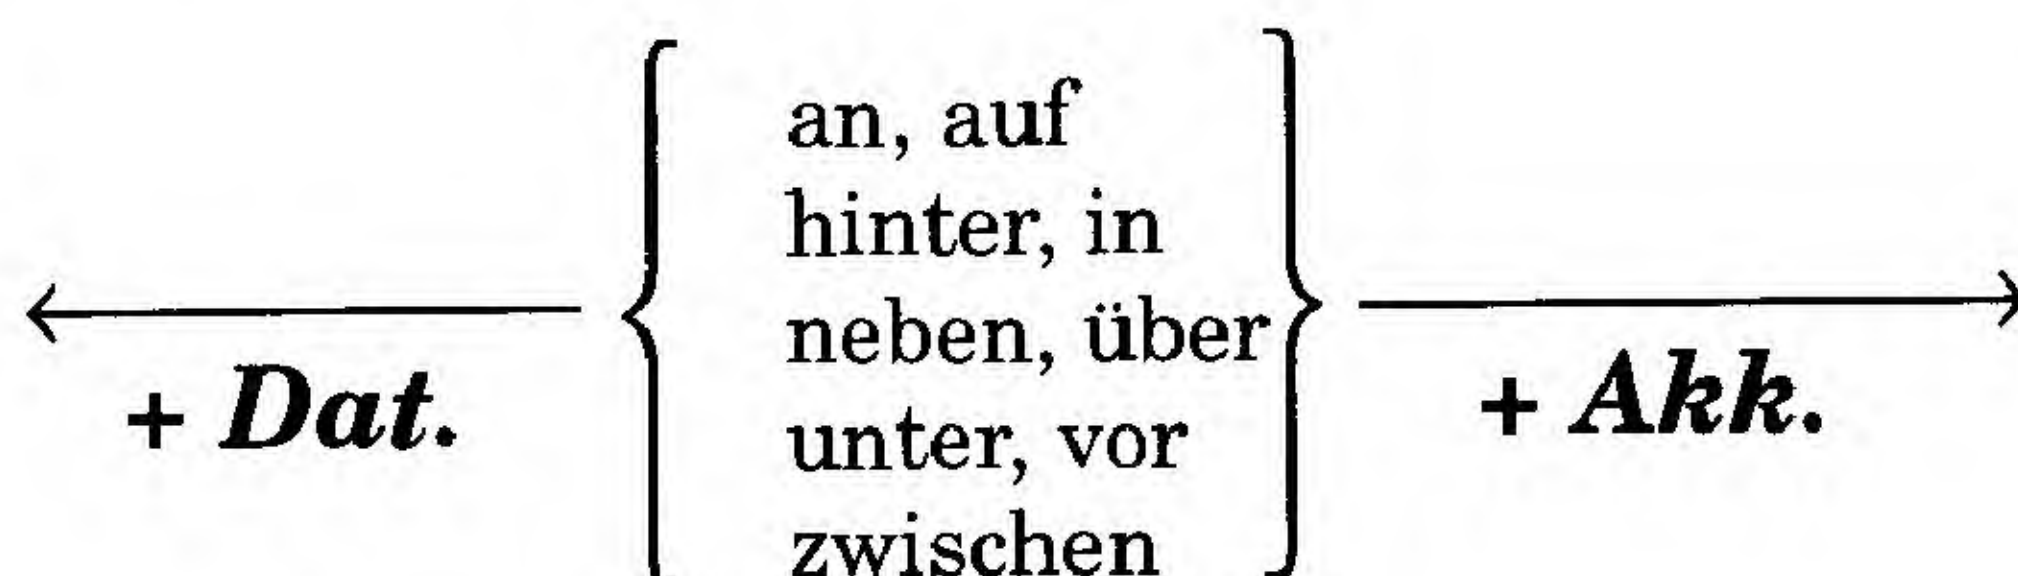 an, auf
hinter, in
neben, über
unter, vor
zwischen
+ Dat.
+ Akk.